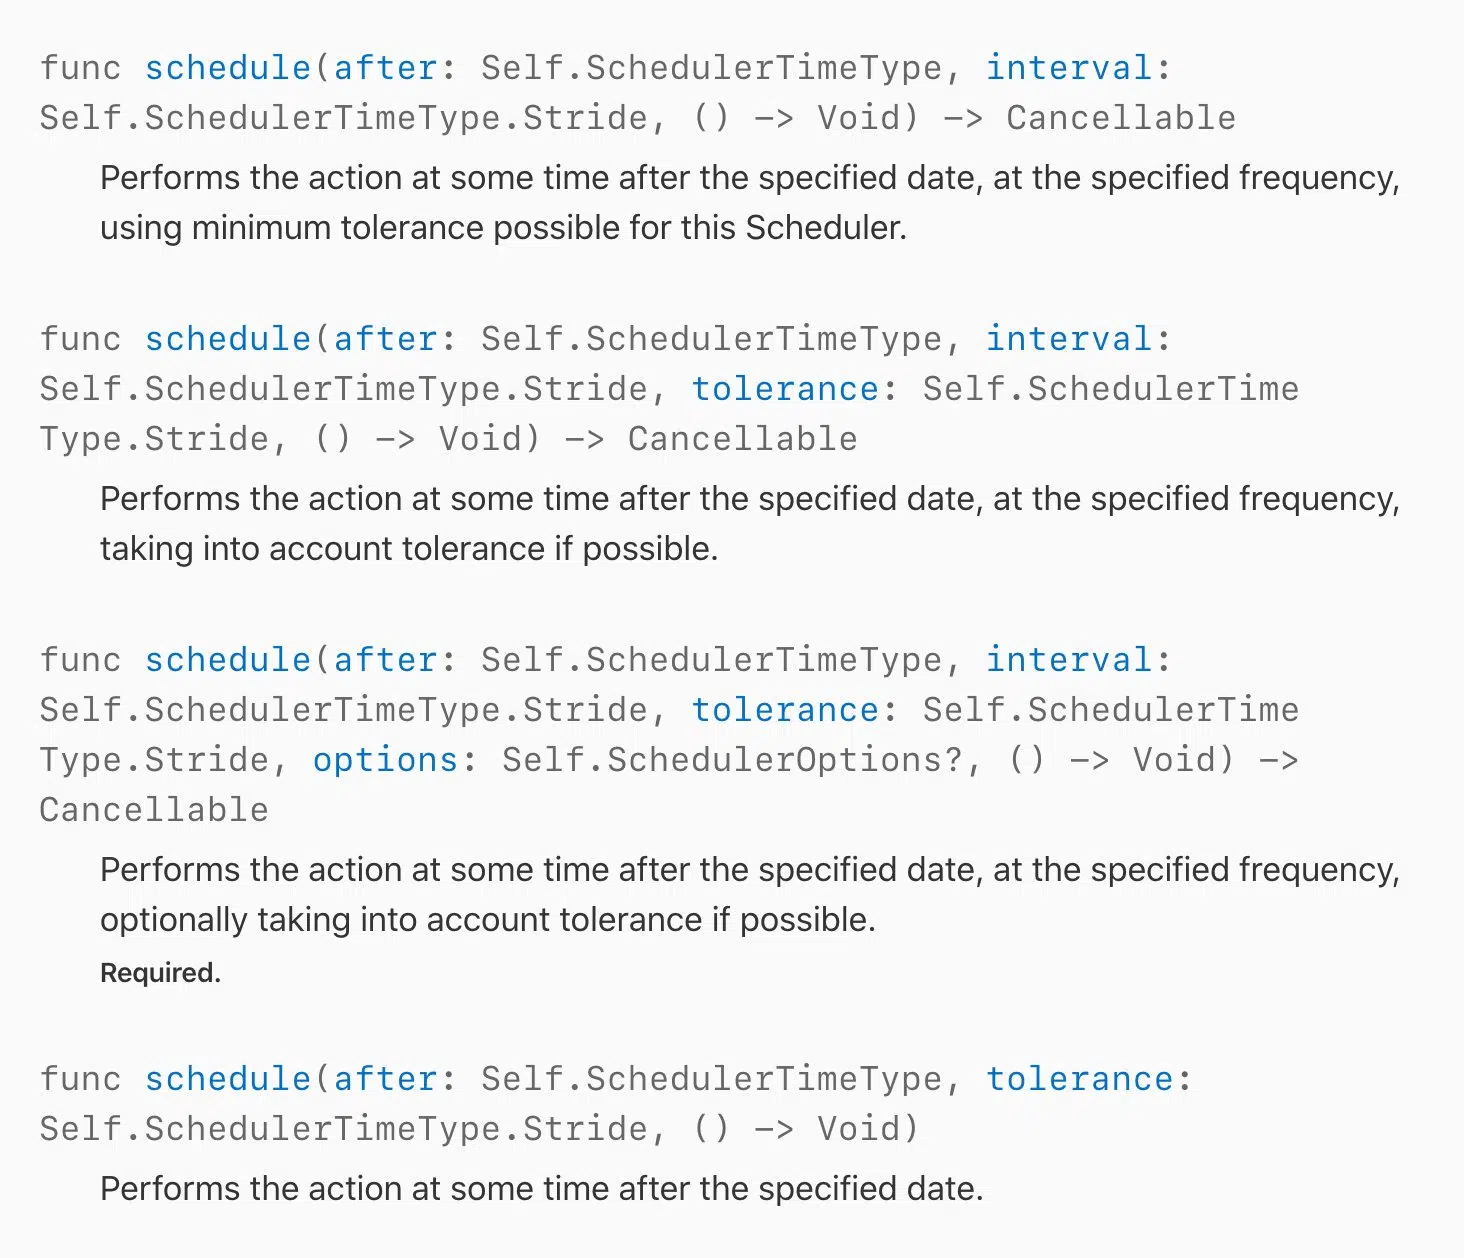 func schedule(after: Self.SchedulerTimeType, interval:
Self.SchedulerTimeType.Stride, () -> Void) -> Cancellable
Performs the action at some time after the specified date, at the specified frequency,
using minimum tolerance possible for this Scheduler.
func schedule(after: Self.SchedulerTimeType, interval:
Self.SchedulerTimeType.Stride, tolerance: Self.SchedulerTime
Type.Stride, () -> Void) -> Cancellable
Performs the action at some time after the specified date, at the specified frequency,
taking into account tolerance if possible.
func schedule(after: Self.SchedulerTimeType, interval:
Self.SchedulerTimeType.Stride, tolerance: Self.SchedulerTime
Type.Stride, options: Self.SchedulerOptions?, () -> Void) ->
Cancellable
Performs the action at some time after the specified date, at the specified frequency,
optionally taking into account tolerance if possible.
Required.
func schedule(after: Self.SchedulerTimeType, tolerance:
Self.SchedulerTimeType.Stride, () -> Void)
Performs the action at some time after the specified date.